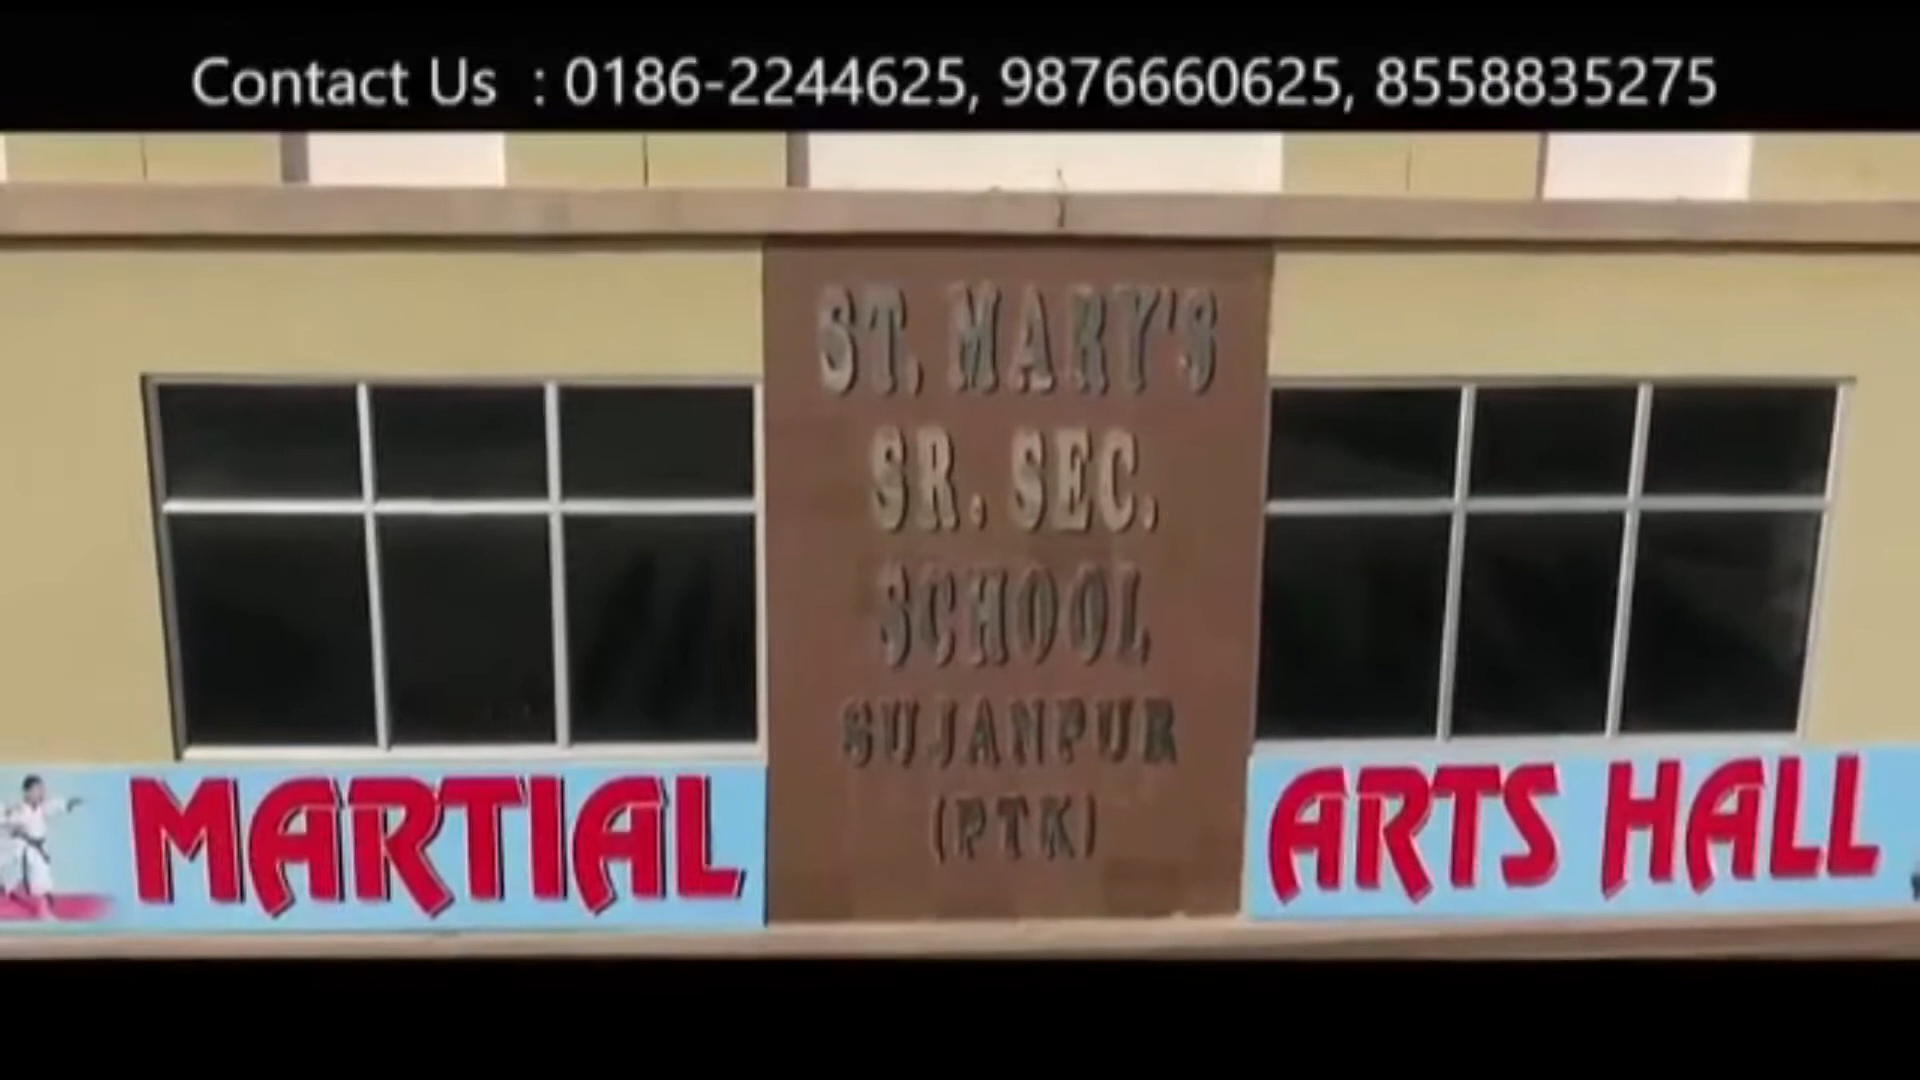 Contact Us : 0186-2244625, 9876660625, 8558835275
ST. MARY'S
SR. SEC.
SCHOOL
SUJANPUR
(PTK)
MARTIAL ARTS HALL